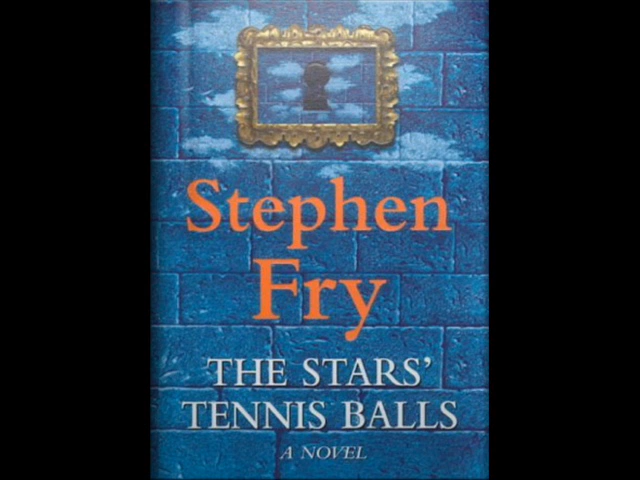 Stephen
Fry
THE STARS’
TENNIS BALLS
A NOVEL